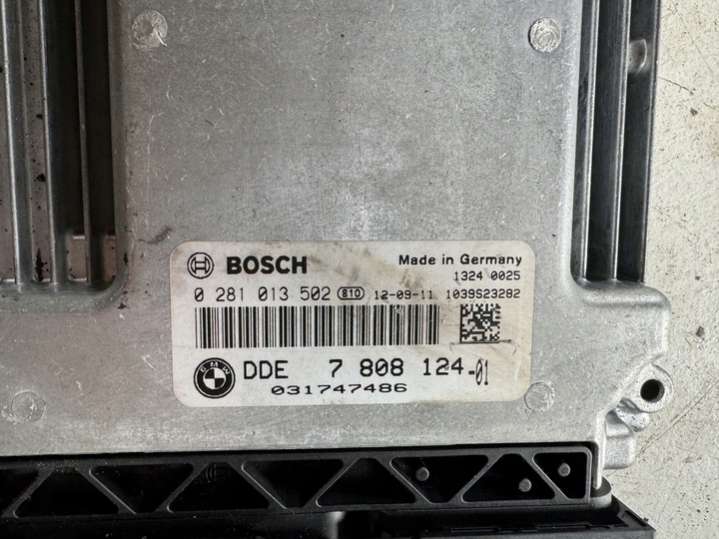 BOSCH Made in Germany
1324 0025
0 281 013 502 810 12-09-11 1039S23282
BMW DDE 7 808 124-01
031747486